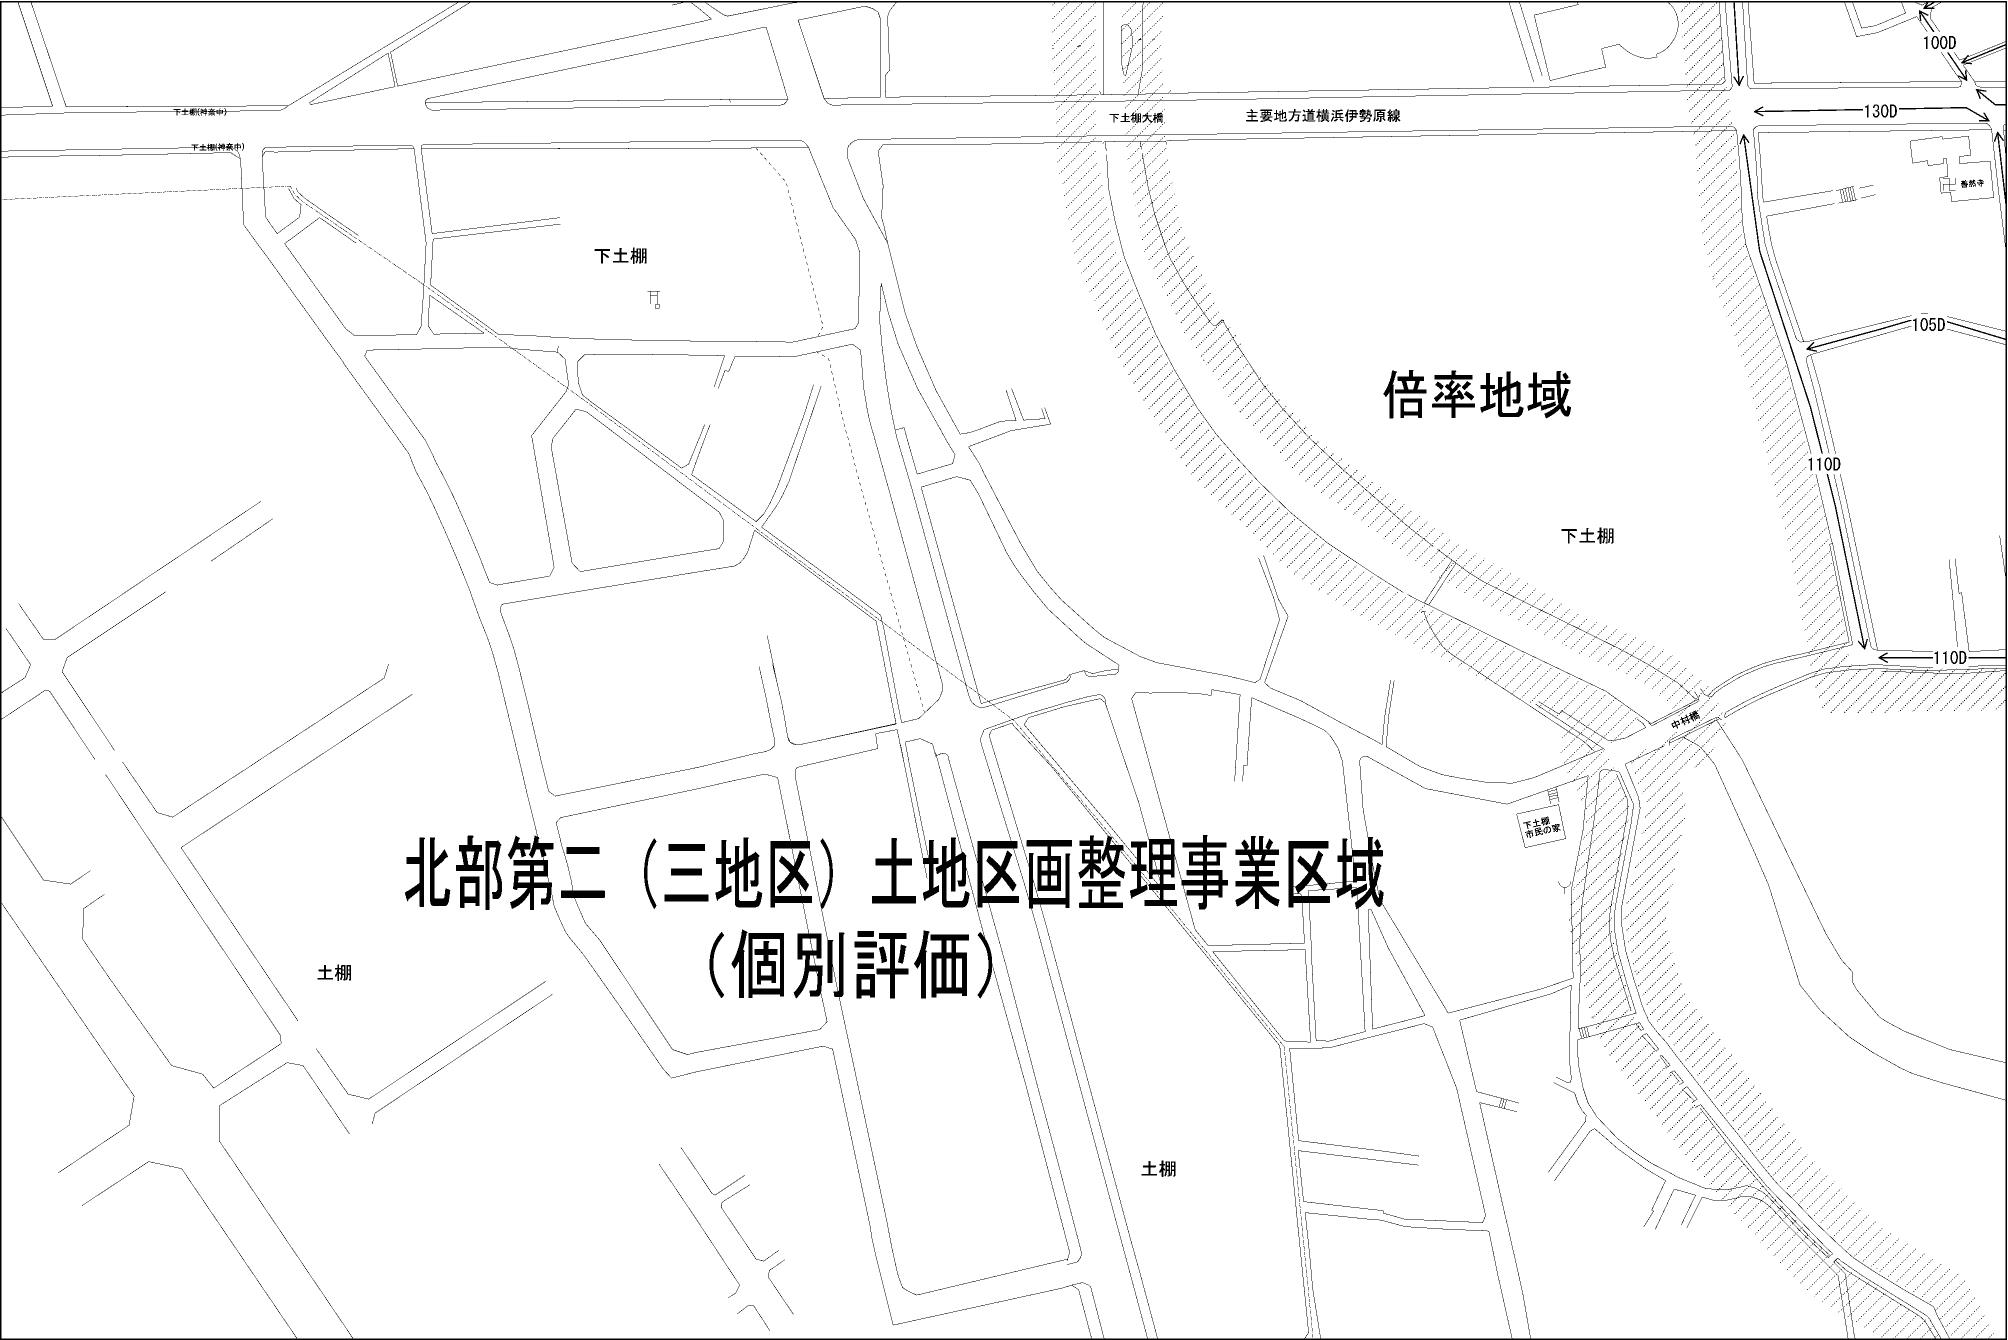 100D
下土棚(神奈中)
下土棚大橋
主要地方道横浜伊勢原線
130D
下土棚(神奈中)
善然寺
下土棚
105D
倍率地域
110D
下土棚
110D
中村橋
下土棚
市民の家
北部第二（三地区）土地区画整理事業区域
（個別評価）
土棚
土棚